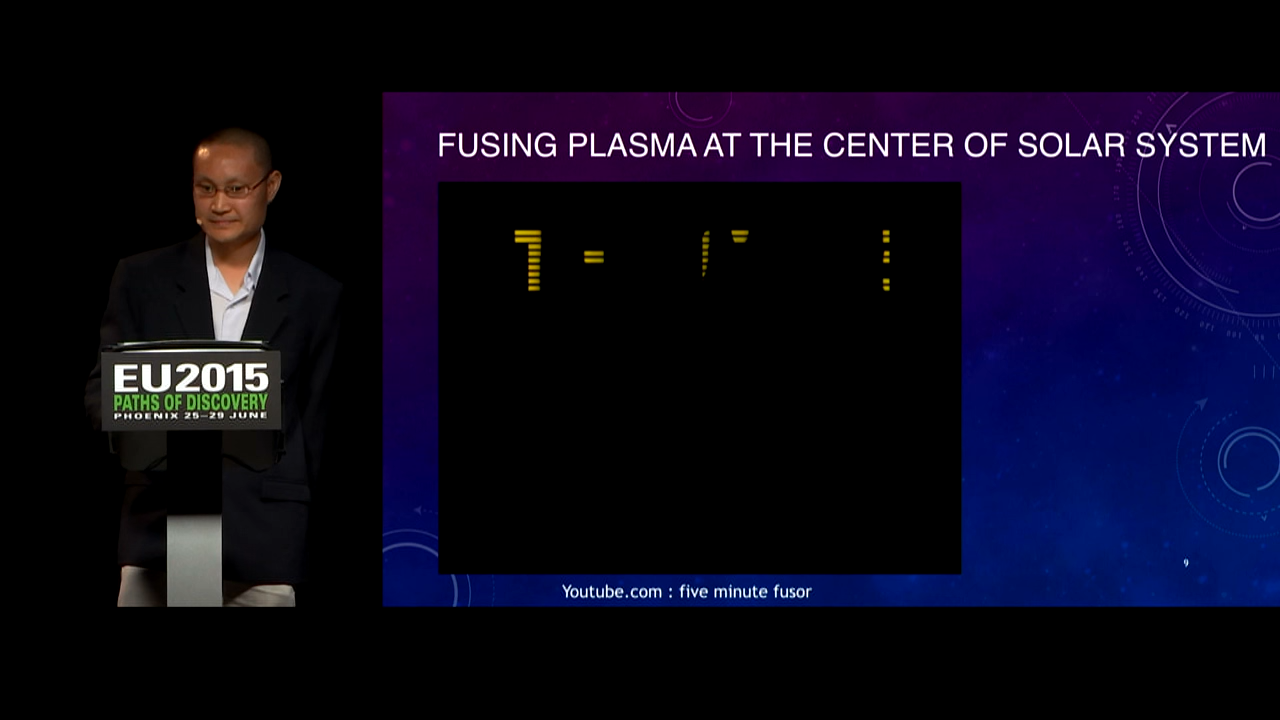 FUSING PLASMA AT THE CENTER OF SOLAR SYSTEM
EU2015
PATHS OF DISCOVERY
PHOENIX 25–29 JUNE
9
Youtube.com : five minute fusor